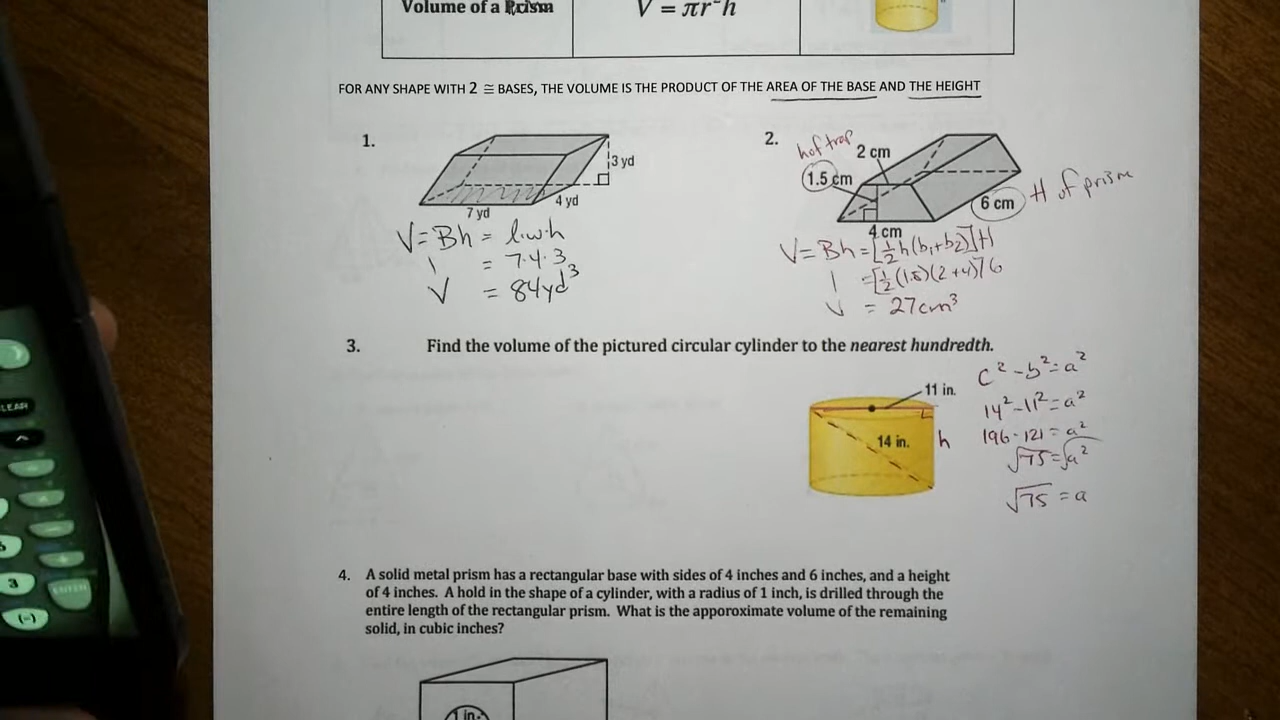 Volume of a Prism
V = πr²h
FOR ANY SHAPE WITH 2 ≅ BASES, THE VOLUME IS THE PRODUCT OF THE AREA OF THE BASE AND THE HEIGHT
1.
3 yd
4 yd
7 yd
V = Bh = l·w·h
= 7·4·3
V = 84yd³
2.
h of trap
2 cm
1.5 cm
6 cm
H of prism
4 cm
V = Bh = [½h(b₁+b₂)]H
= [½(1.5)(2+4)]6
V = 27cm³
3. Find the volume of the pictured circular cylinder to the nearest hundredth.
11 in.
14 in.
h
c² - b² = a²
14² - 11² = a²
196 - 121 = a²
√75 = √a²
√75 = a
4. A solid metal prism has a rectangular base with sides of 4 inches and 6 inches, and a height
of 4 inches. A hold in the shape of a cylinder, with a radius of 1 inch, is drilled through the
entire length of the rectangular prism. What is the apporoximate volume of the remaining
solid, in cubic inches?
1 in.
LEAR
3
(-)
ENTER